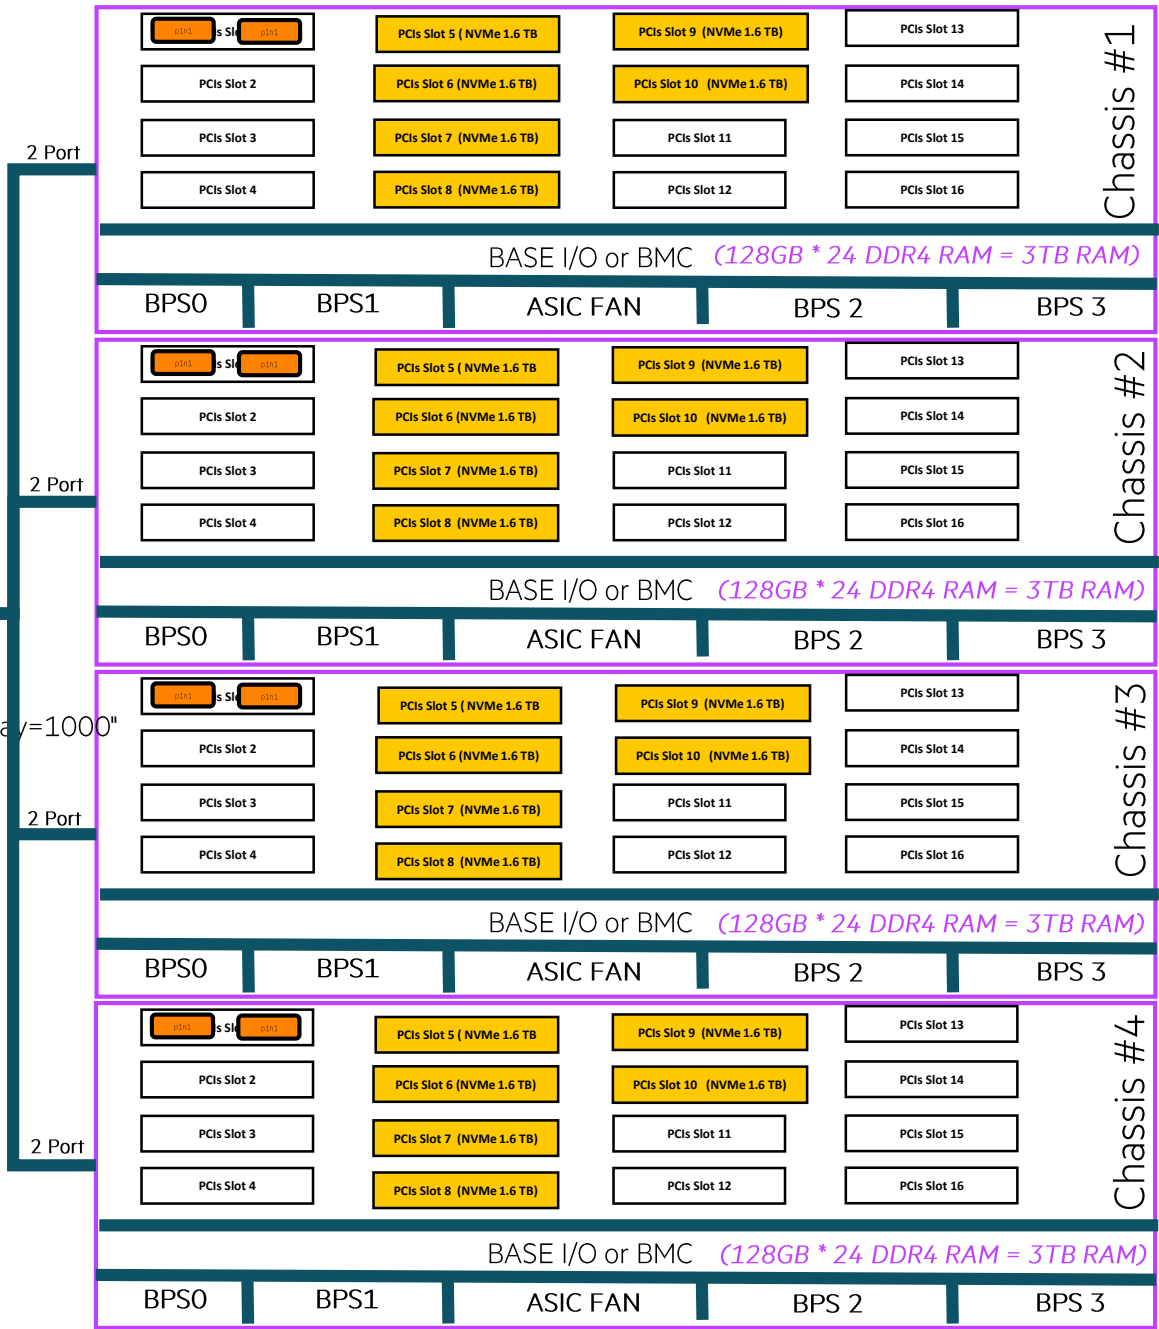 p1n1 s Slo p1n1
PCIs Slot 5 ( NVMe 1.6 TB
PCIs Slot 9 (NVMe 1.6 TB)
PCIs Slot 13
PCIs Slot 2
PCIs Slot 6 (NVMe 1.6 TB)
PCIs Slot 10 (NVMe 1.6 TB)
PCIs Slot 14
PCIs Slot 3
PCIs Slot 7 (NVMe 1.6 TB)
PCIs Slot 11
PCIs Slot 15
PCIs Slot 4
PCIs Slot 8 (NVMe 1.6 TB)
PCIs Slot 12
PCIs Slot 16
Chassis #1
2 Port
BASE I/O or BMC (128GB * 24 DDR4 RAM = 3TB RAM)
BPS0
BPS1
ASIC FAN
BPS 2
BPS 3
p1n1 s Slo p1n1
PCIs Slot 5 ( NVMe 1.6 TB
PCIs Slot 9 (NVMe 1.6 TB)
PCIs Slot 13
PCIs Slot 2
PCIs Slot 6 (NVMe 1.6 TB)
PCIs Slot 10 (NVMe 1.6 TB)
PCIs Slot 14
PCIs Slot 3
PCIs Slot 7 (NVMe 1.6 TB)
PCIs Slot 11
PCIs Slot 15
PCIs Slot 4
PCIs Slot 8 (NVMe 1.6 TB)
PCIs Slot 12
PCIs Slot 16
Chassis #2
2 Port
BASE I/O or BMC (128GB * 24 DDR4 RAM = 3TB RAM)
BPS0
BPS1
ASIC FAN
BPS 2
BPS 3
p1n1 s Slo p1n1
PCIs Slot 5 ( NVMe 1.6 TB
PCIs Slot 9 (NVMe 1.6 TB)
PCIs Slot 13
ay=1000"
PCIs Slot 2
PCIs Slot 6 (NVMe 1.6 TB)
PCIs Slot 10 (NVMe 1.6 TB)
PCIs Slot 14
PCIs Slot 3
PCIs Slot 7 (NVMe 1.6 TB)
PCIs Slot 11
PCIs Slot 15
PCIs Slot 4
PCIs Slot 8 (NVMe 1.6 TB)
PCIs Slot 12
PCIs Slot 16
Chassis #3
2 Port
BASE I/O or BMC (128GB * 24 DDR4 RAM = 3TB RAM)
BPS0
BPS1
ASIC FAN
BPS 2
BPS 3
p1n1 s Slo p1n1
PCIs Slot 5 ( NVMe 1.6 TB
PCIs Slot 9 (NVMe 1.6 TB)
PCIs Slot 13
PCIs Slot 2
PCIs Slot 6 (NVMe 1.6 TB)
PCIs Slot 10 (NVMe 1.6 TB)
PCIs Slot 14
PCIs Slot 3
PCIs Slot 7 (NVMe 1.6 TB)
PCIs Slot 11
PCIs Slot 15
PCIs Slot 4
PCIs Slot 8 (NVMe 1.6 TB)
PCIs Slot 12
PCIs Slot 16
Chassis #4
2 Port
BASE I/O or BMC (128GB * 24 DDR4 RAM = 3TB RAM)
BPS0
BPS1
ASIC FAN
BPS 2
BPS 3